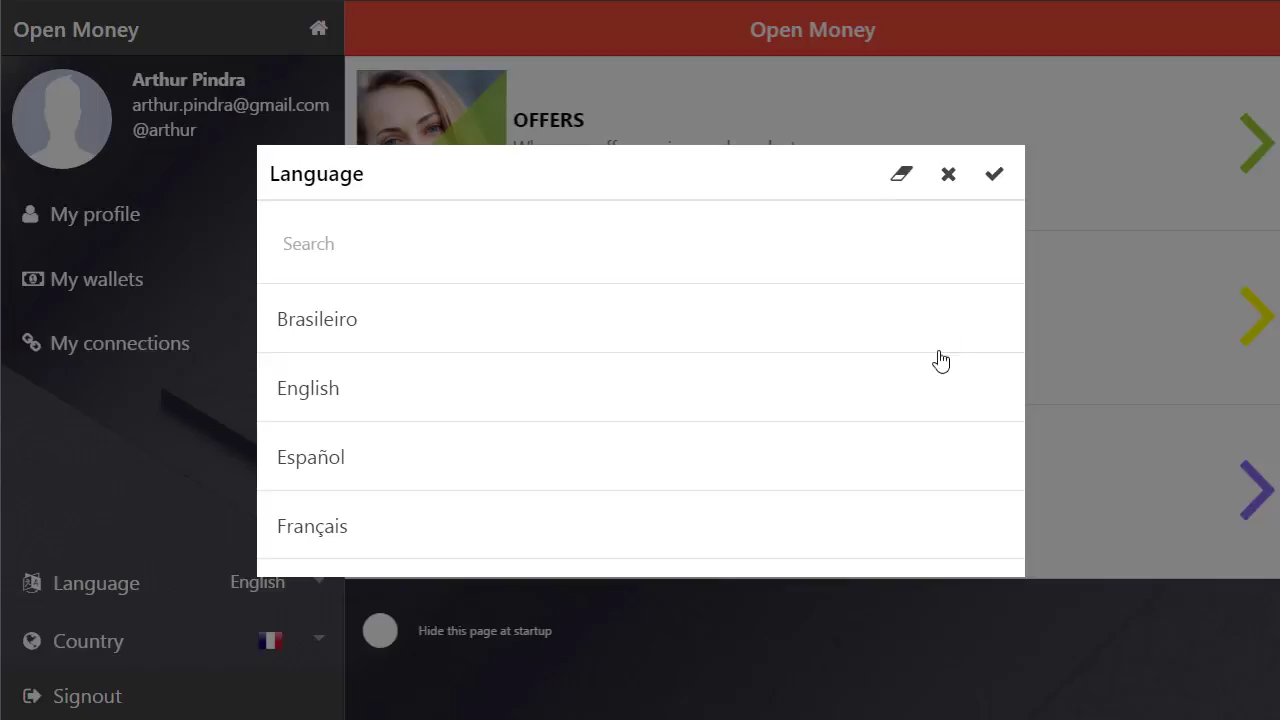 Open Money
Open Money
Arthur Pindra
arthur.pindra@gmail.com
@arthur
My profile
My wallets
My connections
Language English
Country
Signout
OFFERS
Language
Search
Brasileiro
English
Español
Français
Hide this page at startup